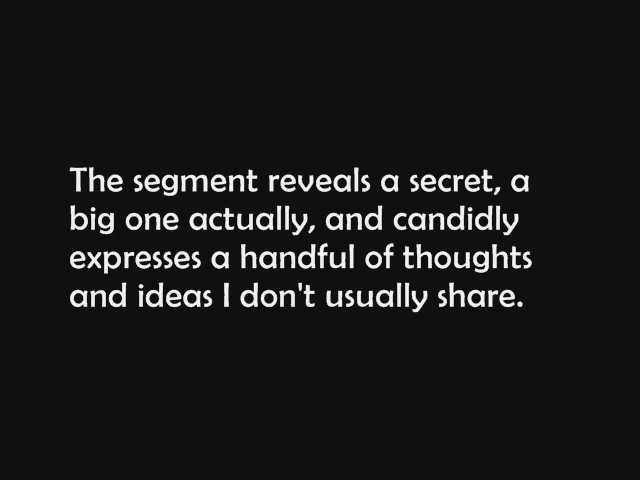 The segment reveals a secret, a
big one actually, and candidly
expresses a handful of thoughts
and ideas I don't usually share.